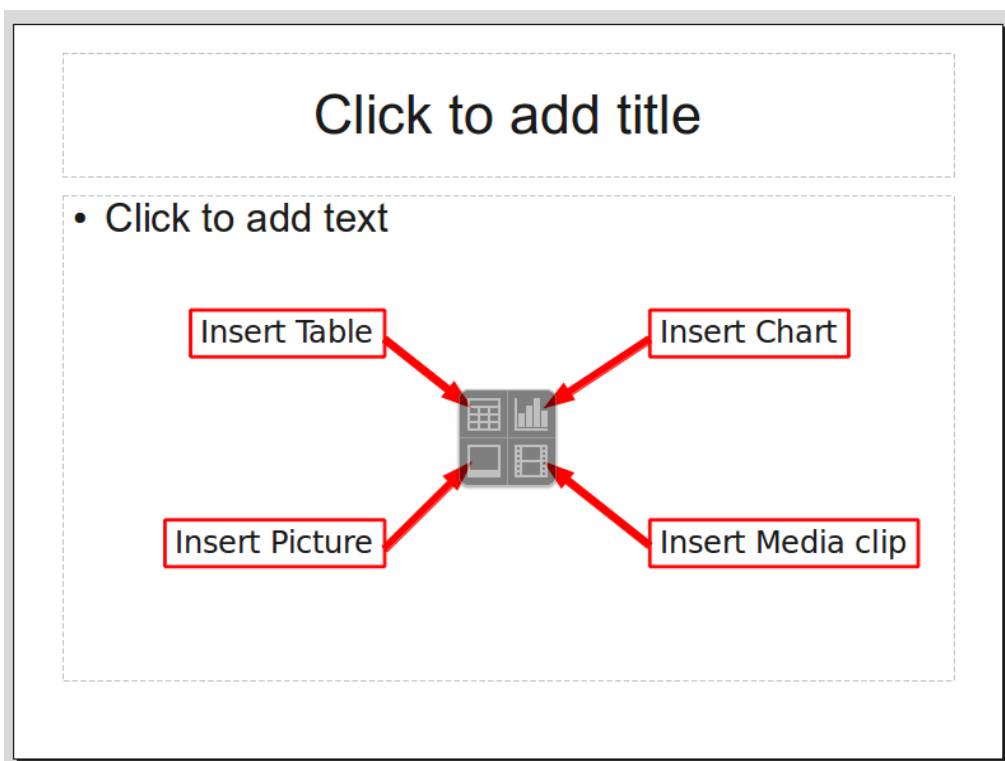 Click to add title
• Click to add text
Insert Table
Insert Chart
Insert Picture
Insert Media clip